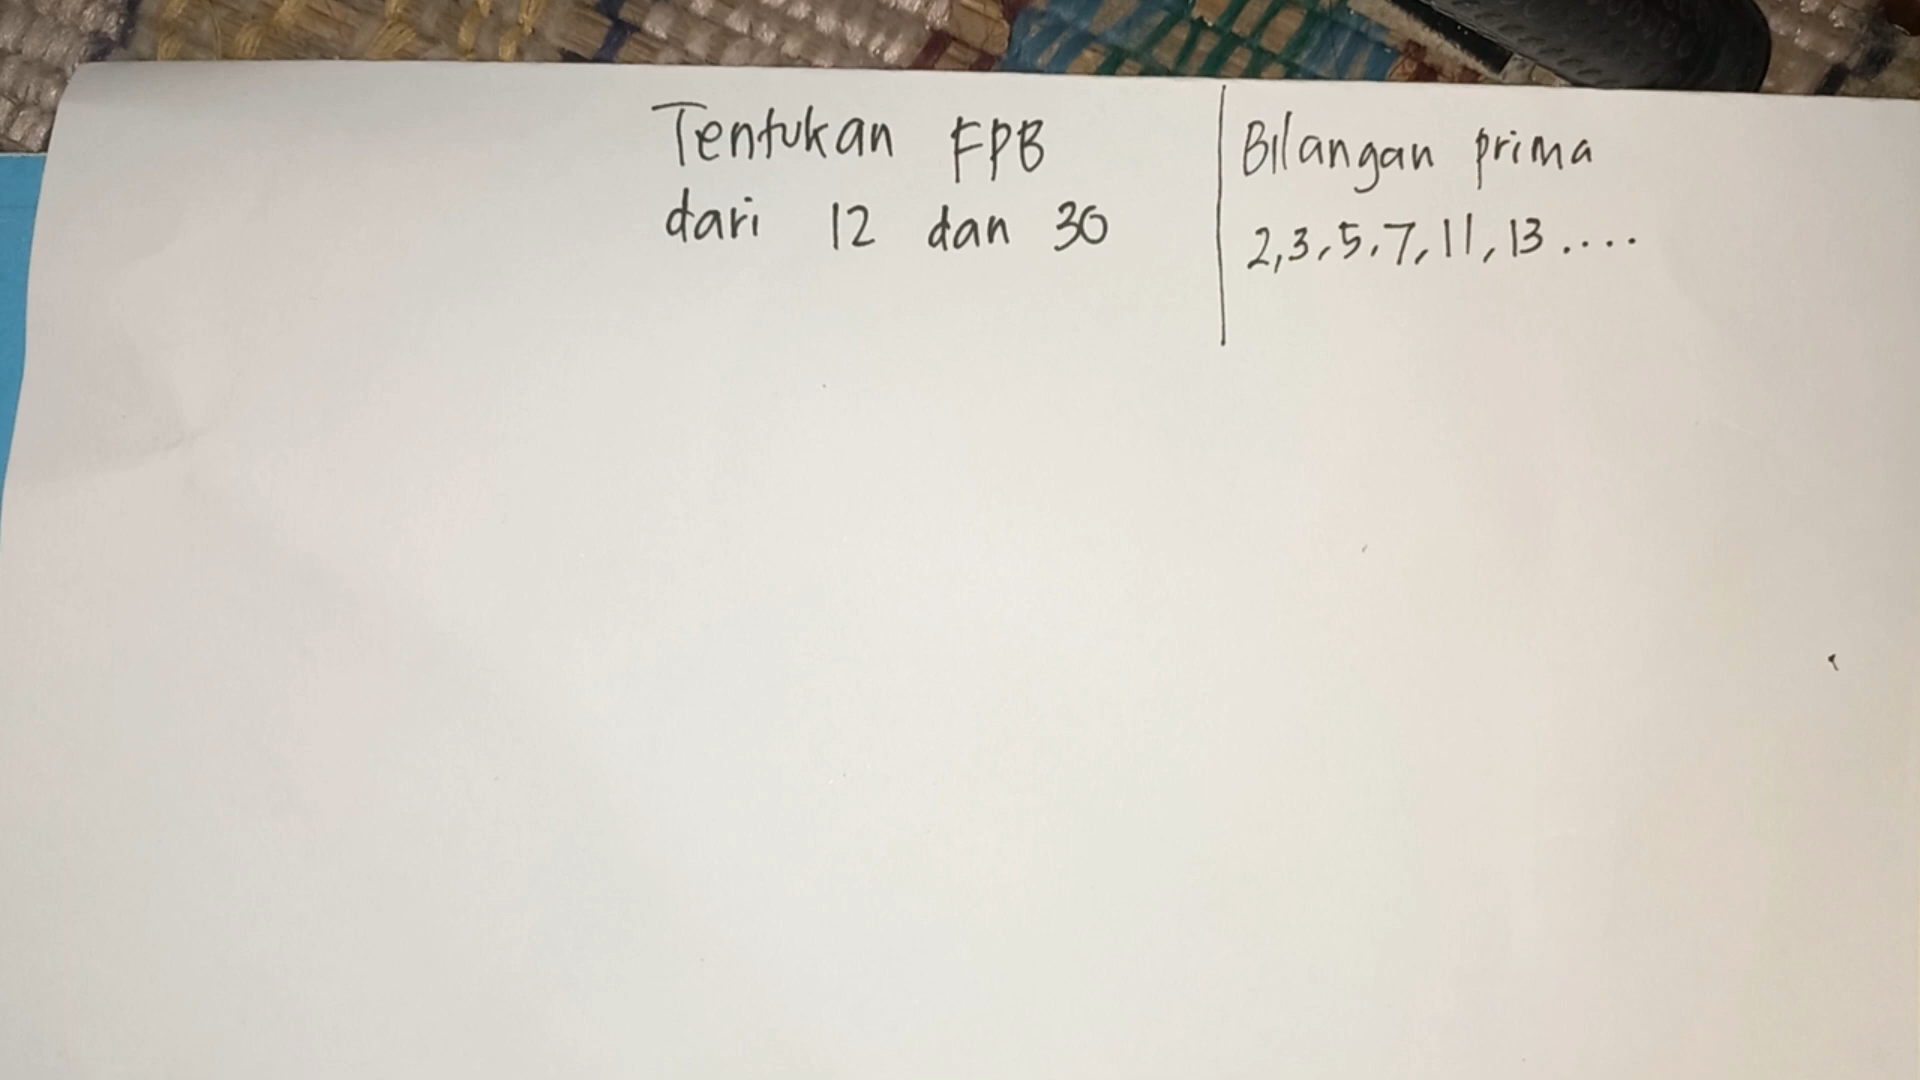 Tentukan FPB
dari 12 dan 30
Bilangan prima
2,3,5,7,11,13....